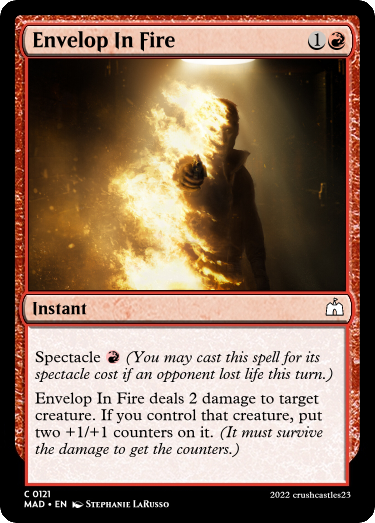 Envelop In Fire 1
Instant
Spectacle (You may cast this spell for its
spectacle cost if an opponent lost life this turn.)
Envelop In Fire deals 2 damage to target
creature. If you control that creature, put
two +1/+1 counters on it. (It must survive
the damage to get the counters.)
C 0121
MAD • EN Stephanie LaRusso
2022 crushcastles23